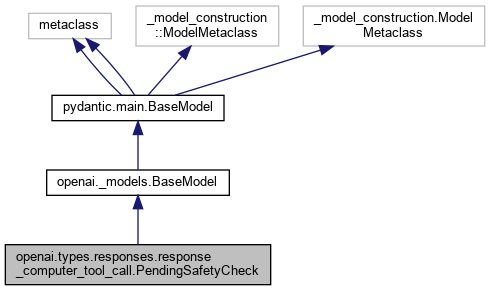 metaclass
_model_construction
::ModelMetaclass
_model_construction.Model
Metaclass
pydantic.main.BaseModel
openai._models.BaseModel
openai.types.responses.response
_computer_tool_call.PendingSafetyCheck